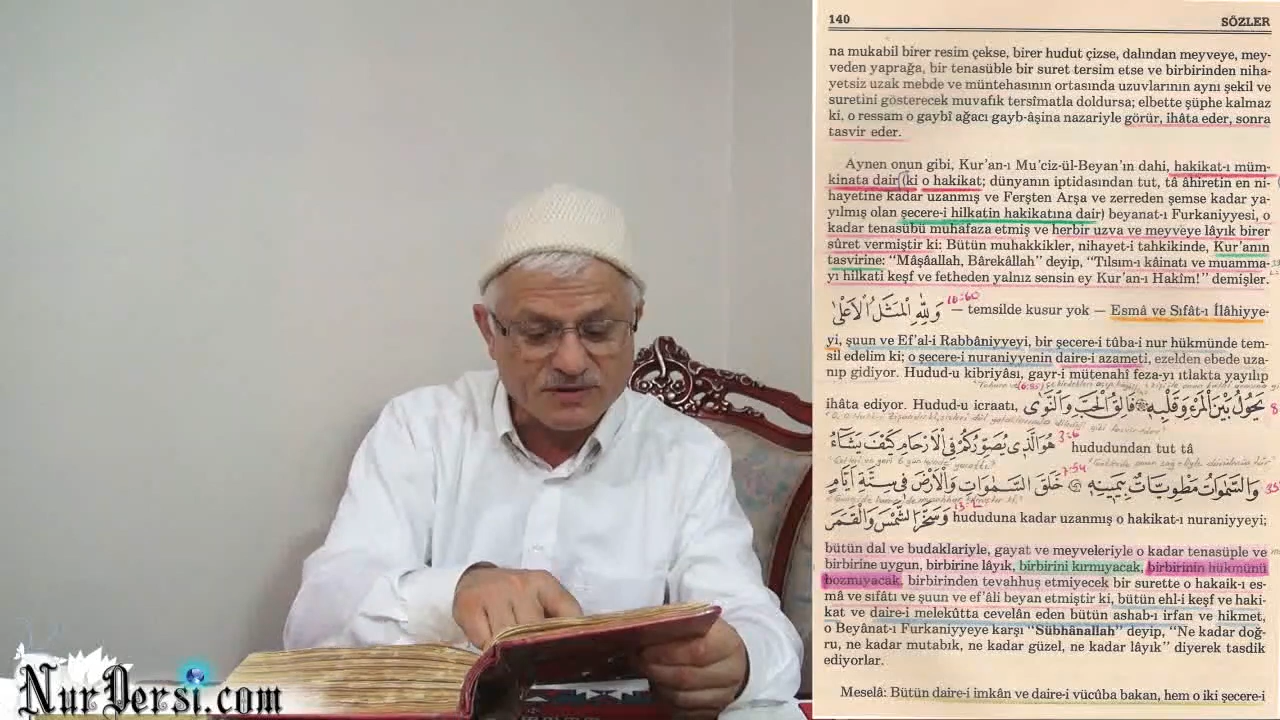 140 SÖZLER
na mukabil birer resim çekse, birer hudut çizse, dalından meyveye, mey-
veden yaprağa, bir tenasüble bir suret tersim etse ve birbirinden niha-
yetsiz uzak mebde ve müntehasının ortasında uzuvlarının aynı şekil ve
suretini gösterecek muvafık tersîmatla doldursa; elbette şüphe kalmaz
ki, o ressam o gaybî ağacı gayb-âşina nazariyle görür, ihâta eder, sonra
tasvir eder.
Aynen onun gibi, Kur'an-ı Mu'ciz-ül-Beyan'ın dahi, hakikat-ı müm-
kinata dair (ki o hakikat; dünyanın iptidasından tut, tâ âhiretin en ni-
hayetine kadar uzanmış ve Ferşten Arşa ve zerreden şemse kadar ya-
yılmış olan şecere-i hilkatin hakikatına dair) beyanat-ı Furkaniyyesi, o
kadar tenasübü muhafaza etmiş ve herbir uzva ve meyveye lâyık birer
sûret vermiştir ki: Bütün muhakkikler, nihayet-i tahkikinde, Kur'anın
tasvirine: "Mâşâallah, Bârekâllah" deyip, "Tılsım-ı kâinatı ve muamma-
yı hilkati keşf ve fetheden yalnız sensin ey Kur'an-ı Hakîm!" demişler.
وَلِلّٰهِ الْمَثَلُ الْاَعْلٰى 16:60 — temsilde kusur yok — Esmâ ve Sıfât-ı İlâhiyye-
yi, şuun ve Ef'al-i Rabbâniyyeyi, bir şecere-i tûba-i nur hükmünde tem-
sil edelim ki; o şecere-i nuraniyyenin daire-i azameti, ezelden ebede uza-
nıp gidiyor. Hudud-u kibriyâsı, gayr-i mütenahî feza-yı ıtlakta yayılıp
ihâta ediyor. Hudud-u icraatı, يَحُولُ بَيْنَ الْمَرْءِ وَقَلْبِهِ فَالِقُ الْحَبِّ وَالنَّوٰى
هُوَ الَّذِى يُصَوِّرُكُمْ فِى الْاَرْحَامِ كَيْفَ يَشَٓاءُ 3:6 hududundan tut tâ
وَالسَّمٰوَاتُ مَطْوِيَّاتٌ بِيَمِينِهِ 7:54 خَلَقَ السَّمٰوَاتِ وَالْاَرْضَ فِى سِتَّةِ اَيَّامٍ
وَسَخَّرَ الشَّمْسَ وَالْقَمَرَ hududuna kadar uzanmış o hakikat-ı nuraniyyeyi;
bütün dal ve budaklariyle, gayat ve meyveleriyle o kadar tenasüple ve
birbirine uygun, birbirine lâyık, birbirini kırmıyacak, birbirinin hükmünü
bozmıyacak, birbirinden tevahhuş etmiyecek bir surette o hakaik-ı es-
mâ ve sıfâtı ve şuun ve ef'âli beyan etmiştir ki, bütün ehl-i keşf ve haki-
kat ve daire-i melekûtta cevelân eden bütün ashab-ı irfan ve hikmet,
o Beyânat-ı Furkaniyyeye karşı "Sübhânallah" deyip, "Ne kadar doğ-
ru, ne kadar mutabık, ne kadar güzel, ne kadar lâyık" diyerek tasdik
ediyorlar.
Meselâ: Bütün daire-i imkân ve daire-i vücûba bakan, hem o iki şecere-i
NurDersi.com